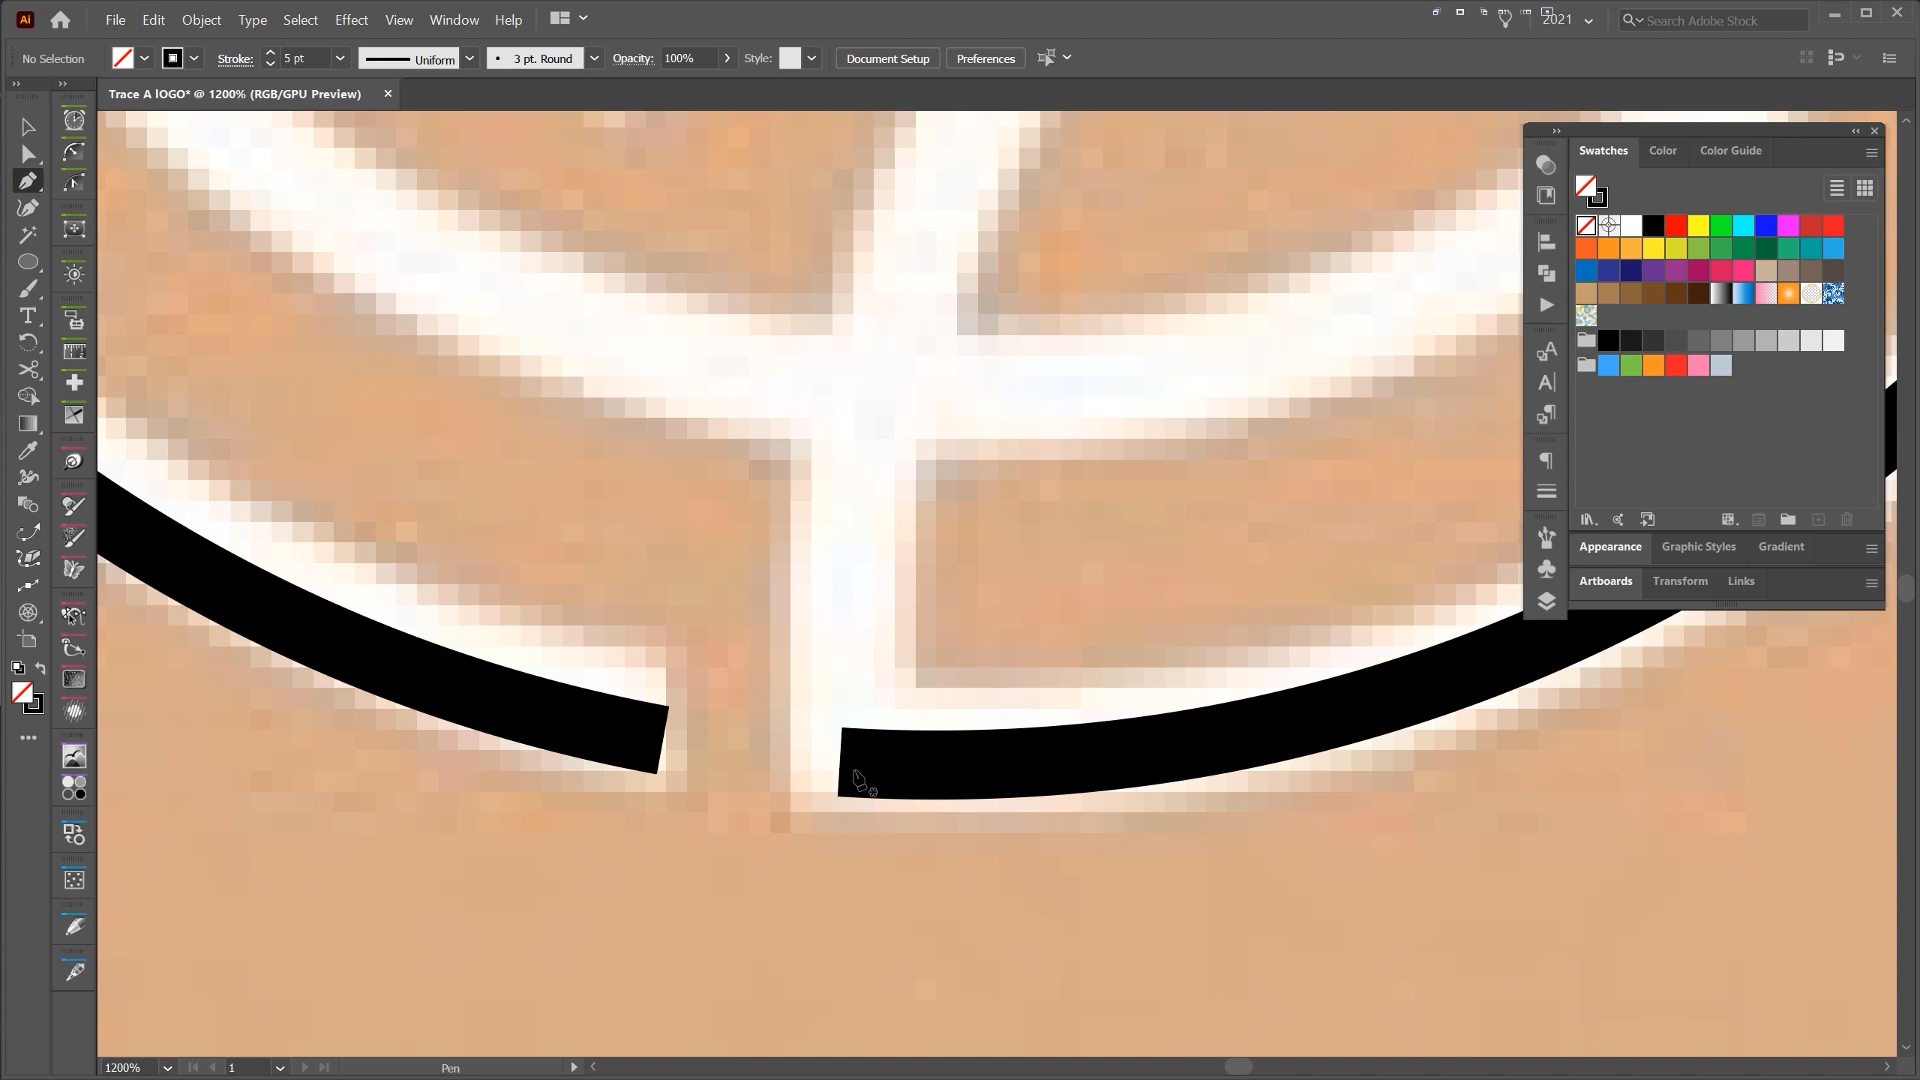 Ai File Edit Object Type Select Effect View Window Help 2021 Search Adobe Stock
No Selection Stroke: 5 pt Uniform 3 pt. Round Opacity: 100% Style: Document Setup Preferences
Trace A lOGO* @ 1200% (RGB/GPU Preview)
Swatches Color Color Guide
Appearance Graphic Styles Gradient
Artboards Transform Links
1200% 1 Pen